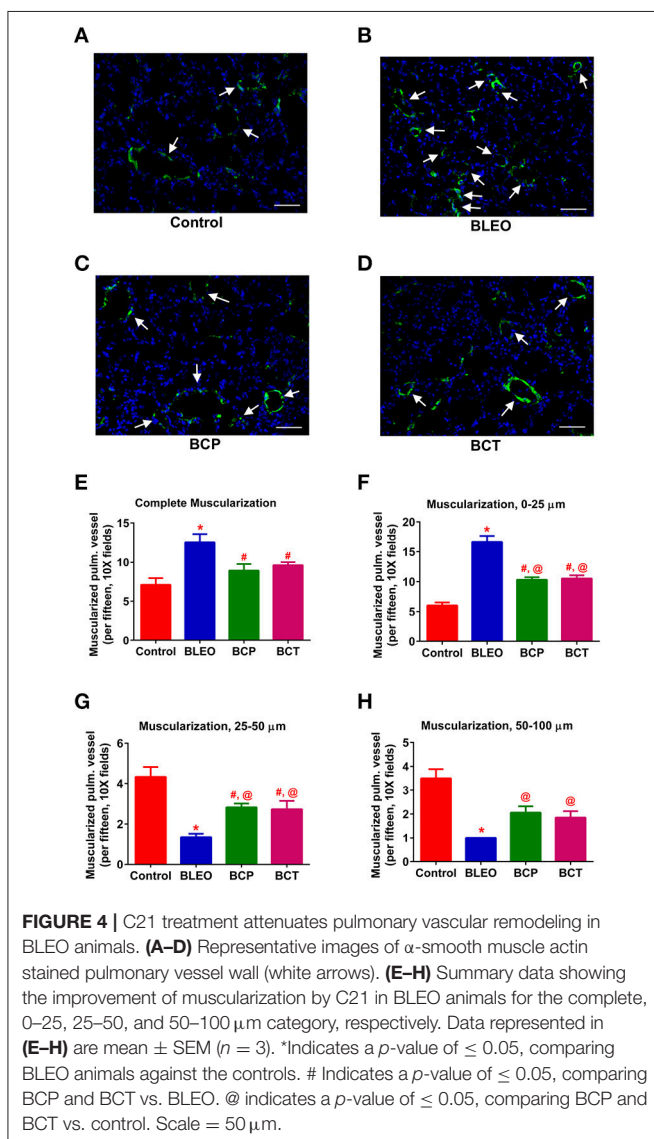 A
B
Control
BLEO
C
D
BCP
BCT
E
Complete Muscularization
Muscularized pulm. vessel
(per fifteen, 10X fields)
15
10
5
0
*
#
#
Control
BLEO
BCP
BCT
F
Muscularization, 0-25 μm
Muscularized pulm. vessel
(per fifteen, 10X fields)
20
15
10
5
0
*
#, @
#, @
Control
BLEO
BCP
BCT
G
Muscularization, 25-50 μm
Muscularized pulm. vessel
(per fifteen, 10X fields)
6
4
2
0
*
#, @
#, @
Control
BLEO
BCP
BCT
H
Muscularization, 50-100 μm
Muscularized pulm. vessel
(per fifteen, 10X fields)
5
4
3
2
1
*
@
@
Control
BLEO
BCP
BCT
FIGURE 4 | C21 treatment attenuates pulmonary vascular remodeling in
BLEO animals. (A–D) Representative images of α-smooth muscle actin
stained pulmonary vessel wall (white arrows). (E–H) Summary data showing
the improvement of muscularization by C21 in BLEO animals for the complete,
0–25, 25–50, and 50–100 μm category, respectively. Data represented in
(E–H) are mean ± SEM (n = 3). *Indicates a p-value of ≤ 0.05, comparing
BLEO animals against the controls. # Indicates a p-value of ≤ 0.05, comparing
BCP and BCT vs. BLEO. @ indicates a p-value of ≤ 0.05, comparing BCP and
BCT vs. control. Scale = 50 μm.